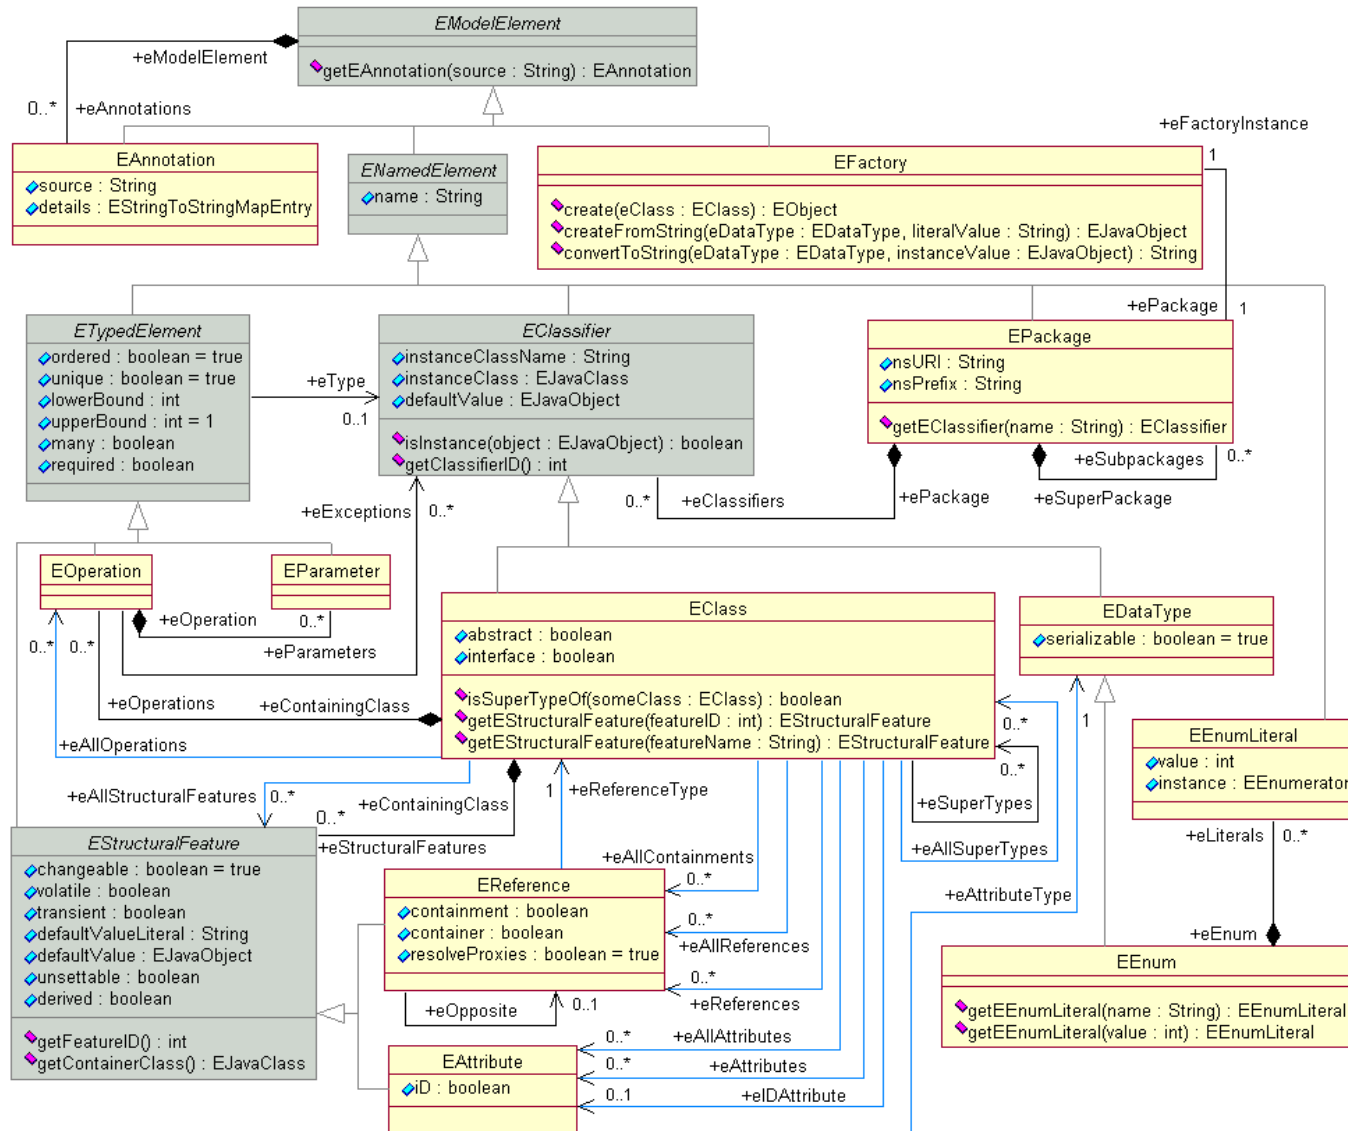 EModelElement
getEAnnotation(source : String) : EAnnotation
+eModelElement
0..*
+eAnnotations
EAnnotation
source : String
details : EStringToStringMapEntry
ENamedElement
name : String
+eFactoryInstance
1
EFactory
create(eClass : EClass) : EObject
createFromString(eDataType : EDataType, literalValue : String) : EJavaObject
convertToString(eDataType : EDataType, instanceValue : EJavaObject) : String
+ePackage
1
ETypedElement
ordered : boolean = true
unique : boolean = true
lowerBound : int
upperBound : int = 1
many : boolean
required : boolean
+eType
0..1
EClassifier
instanceClassName : String
instanceClass : EJavaClass
defaultValue : EJavaObject
isInstance(object : EJavaObject) : boolean
getClassifierID() : int
EPackage
nsURI : String
nsPrefix : String
getEClassifier(name : String) : EClassifier
+eSubpackages
0..*
+eSuperPackage
0..*
+eClassifiers
+ePackage
+eExceptions
0..*
EOperation
EParameter
+eOperation
0..*
+eParameters
0..*
0..*
+eOperations
+eContainingClass
+eAllOperations
EClass
abstract : boolean
interface : boolean
isSuperTypeOf(someClass : EClass) : boolean
getEStructuralFeature(featureID : int) : EStructuralFeature
getEStructuralFeature(featureName : String) : EStructuralFeature
EDataType
serializable : boolean = true
0..*
0..*
1
+eSuperTypes
+eAllSuperTypes
EEnumLiteral
value : int
instance : EEnumerator
+eLiterals
0..*
+eEnum
EEnum
getEEnumLiteral(name : String) : EEnumLiteral
getEEnumLiteral(value : int) : EEnumLiteral
+eAttributeType
+eAllStructuralFeatures
0..*
+eContainingClass
0..*
+eStructuralFeatures
1
+eReferenceType
EStructuralFeature
changeable : boolean = true
volatile : boolean
transient : boolean
defaultValueLiteral : String
defaultValue : EJavaObject
unsettable : boolean
derived : boolean
getFeatureID() : int
getContainerClass() : EJavaClass
+eAllContainments
0..*
EReference
containment : boolean
container : boolean
resolveProxies : boolean = true
0..*
+eAllReferences
0..*
+eReferences
+eOpposite
0..1
0..*
+eAllAttributes
0..*
+eAttributes
0..1
+eIDAttribute
EAttribute
iD : boolean